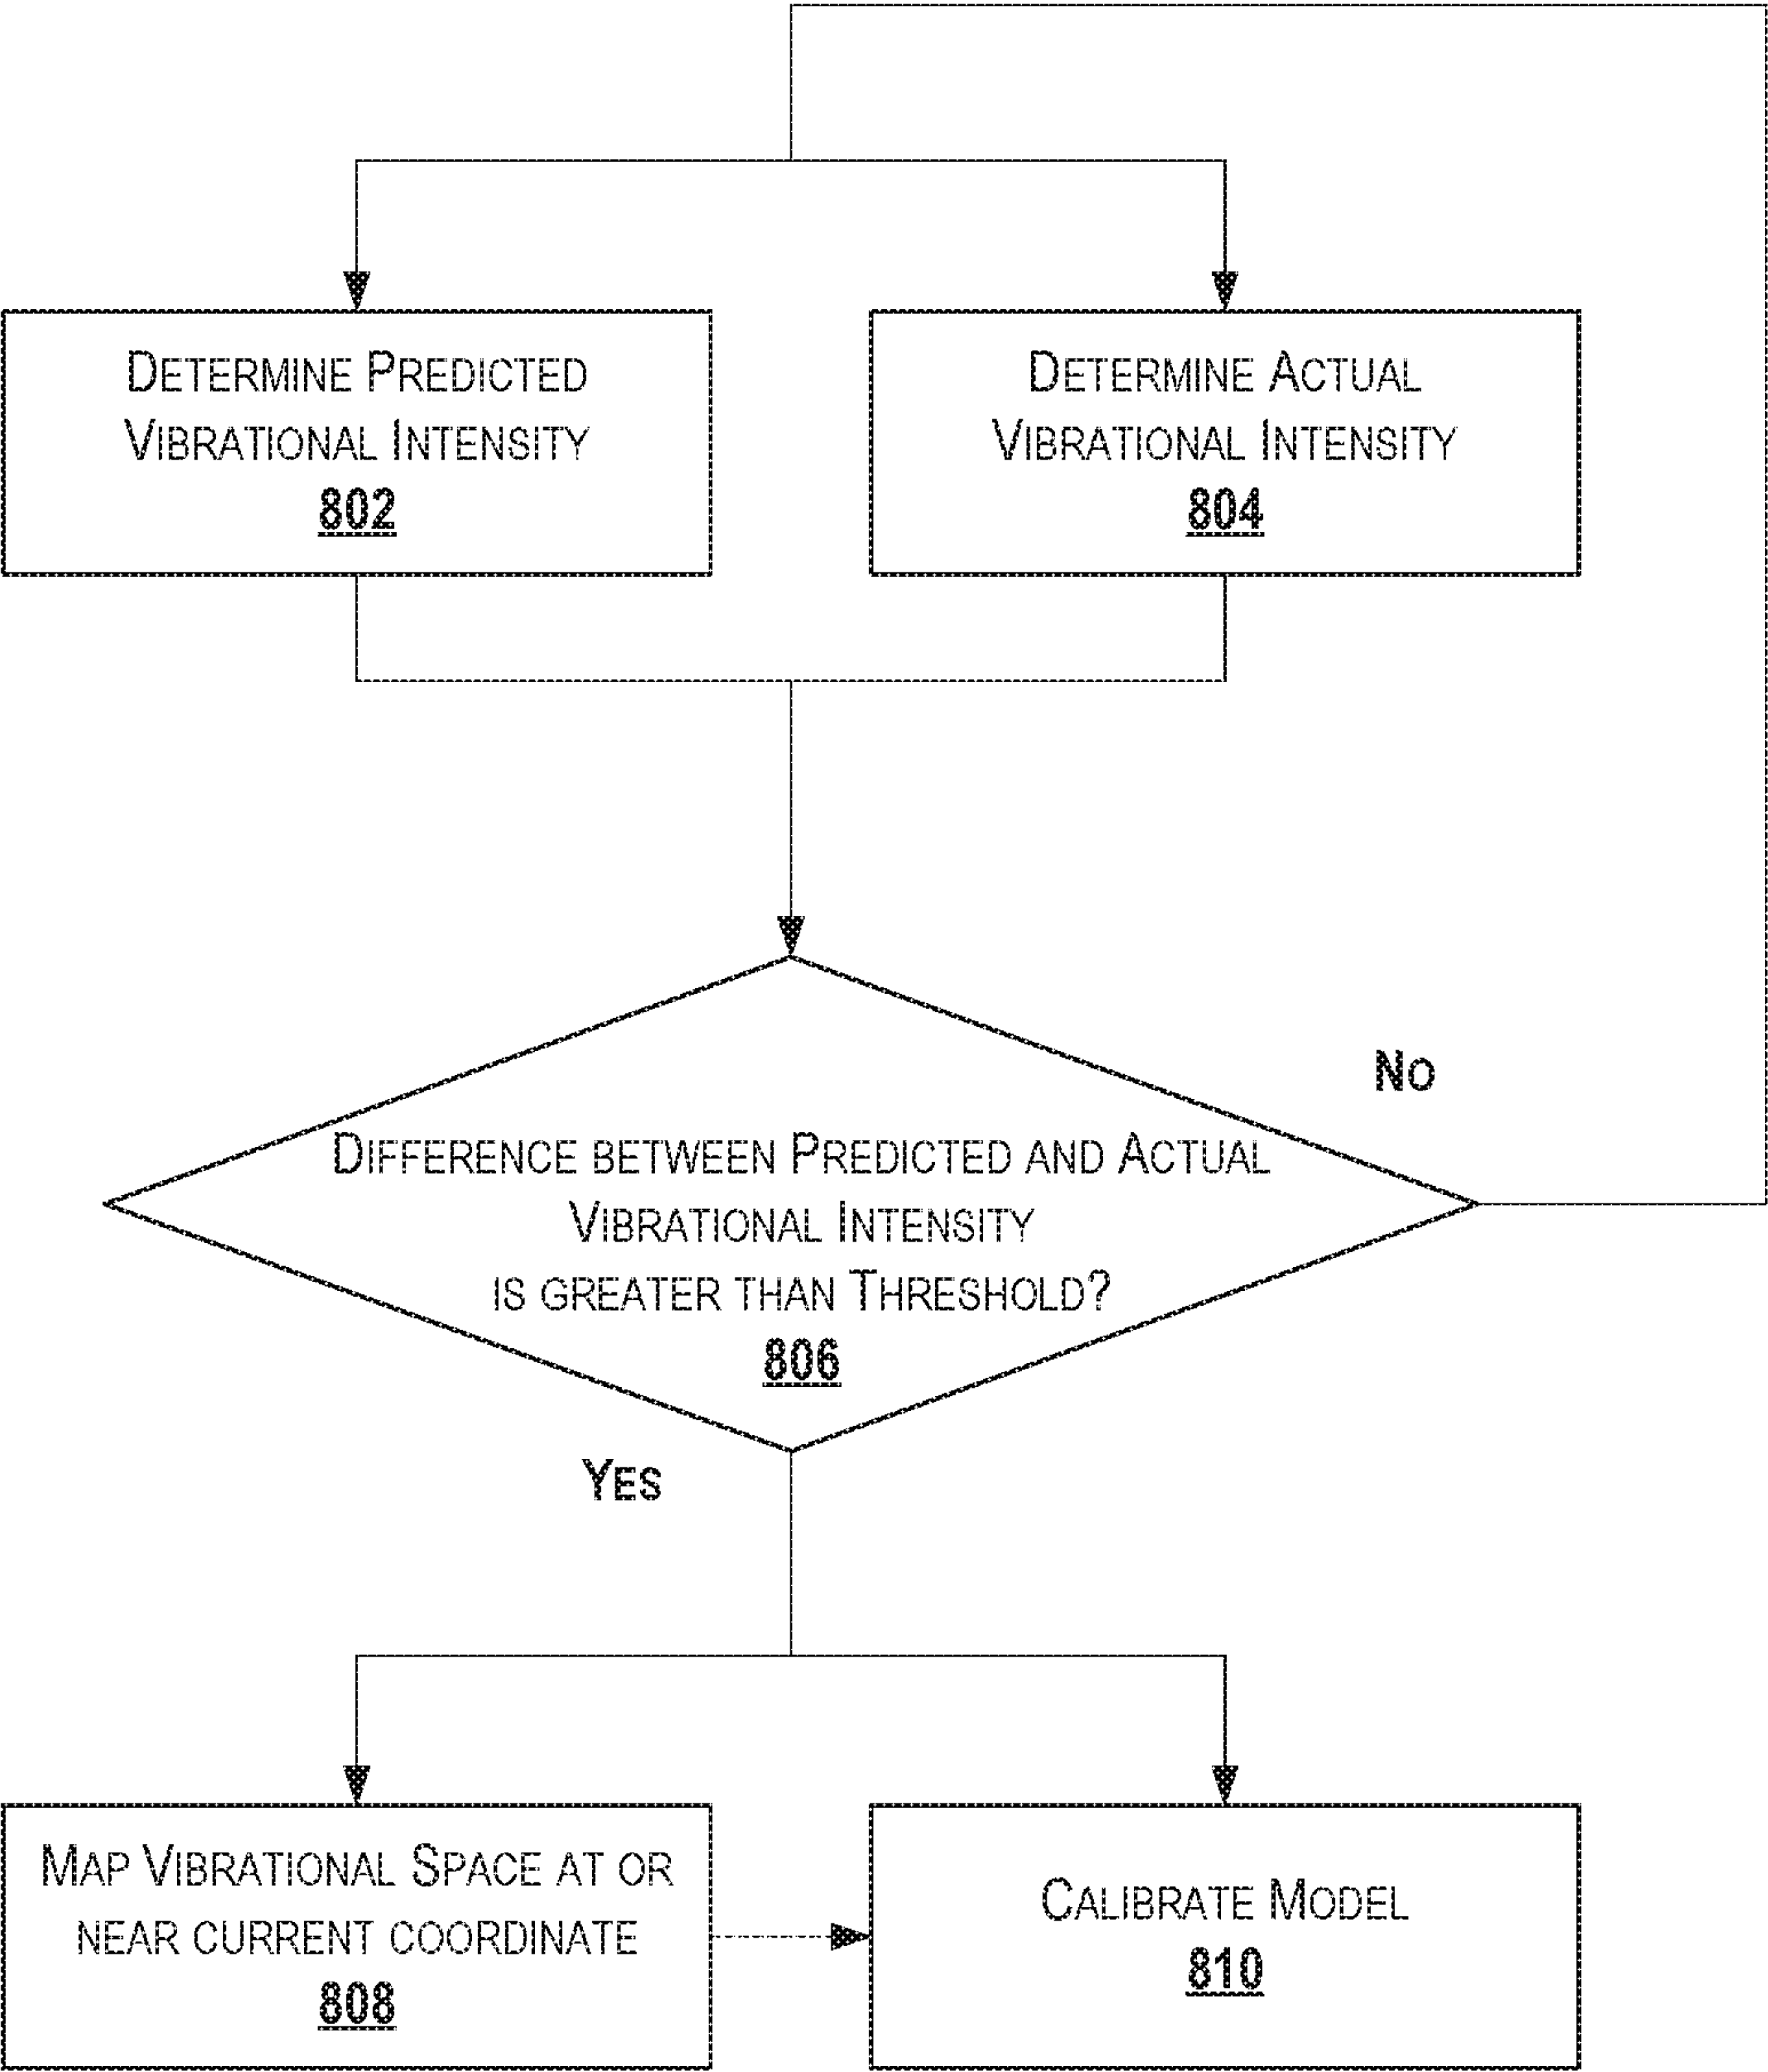 Determine Predicted
Vibrational Intensity
802
Determine Actual
Vibrational Intensity
804
No
Difference between Predicted and Actual
Vibrational Intensity
is greater than Threshold?
806
Yes
Map Vibrational Space at or
near current coordinate
808
Calibrate Model
810